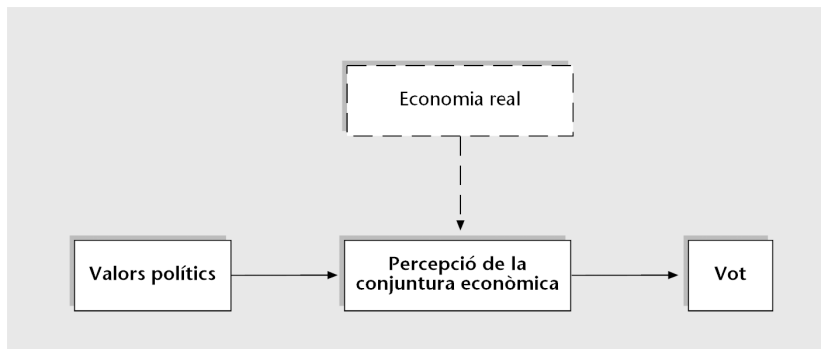 Economia real
Valors polítics
Percepció de la
conjuntura econòmica
Vot